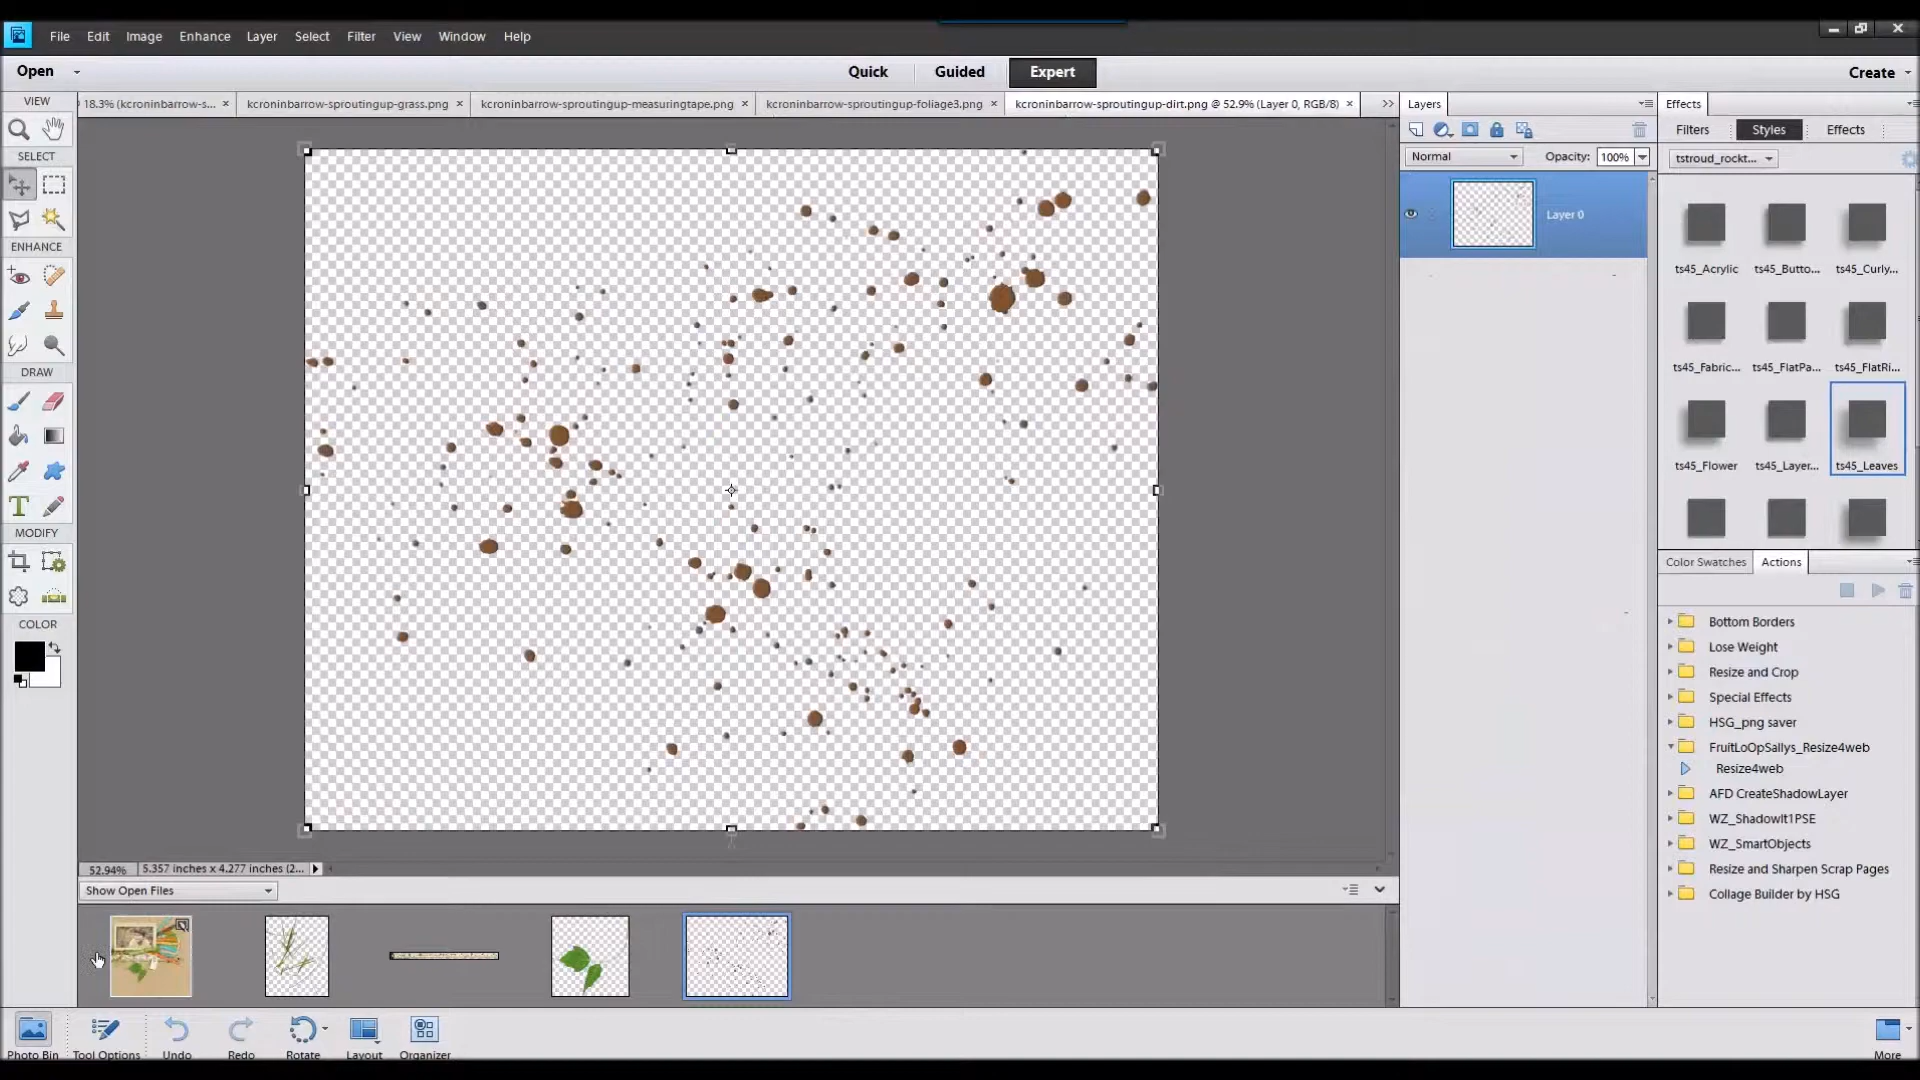 File Edit Image Enhance Layer Select Filter View Window Help
Open Quick Guided Expert Create
VIEW
18.3% (kcroninbarrow-s... kcroninbarrow-sproutingup-grass.png kcroninbarrow-sproutingup-measuringtape.png kcroninbarrow-sproutingup-foliage3.png kcroninbarrow-sproutingup-dirt.png @ 52.9% (Layer 0, RGB/8)
Layers
Effects
Filters Styles Effects
SELECT
Normal Opacity: 100%
tstroud_rockt...
Layer 0
ENHANCE
ts45_Acrylic ts45_Butto... ts45_Curly...
DRAW
ts45_Fabric... ts45_FlatPa... ts45_FlatRi...
ts45_Flower ts45_Layer... ts45_Leaves
T
MODIFY
COLOR
Color Swatches Actions
Bottom Borders
Lose Weight
Resize and Crop
Special Effects
HSG_png saver
FruitLoOpSallys_Resize4web
Resize4web
AFD CreateShadowLayer
WZ_ShadowIt1PSE
WZ_SmartObjects
Resize and Sharpen Scrap Pages
Collage Builder by HSG
52.94% 5.357 inches x 4.277 inches (2...
Show Open Files
Photo Bin Tool Options Undo Redo Rotate Layout Organizer More